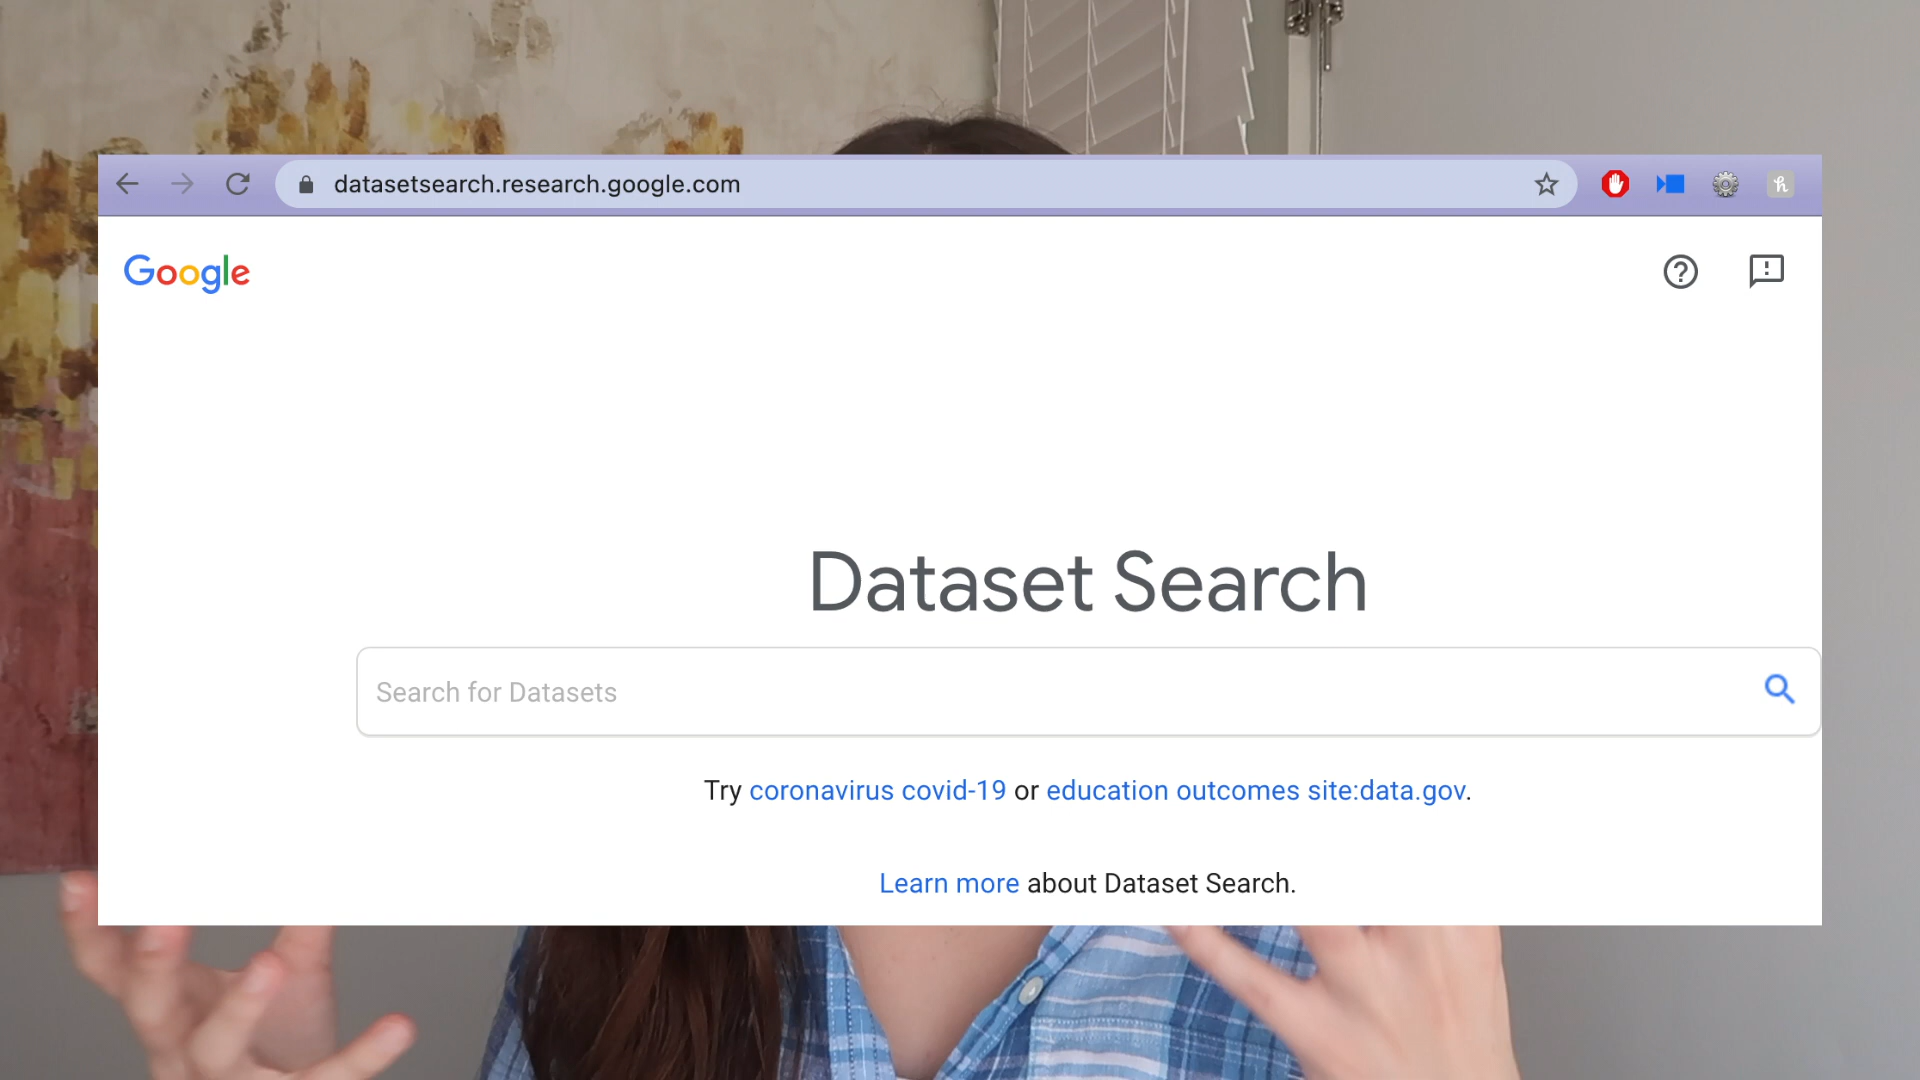 datasetsearch.research.google.com
Google
Dataset Search
Search for Datasets
Try coronavirus covid-19 or education outcomes site:data.gov.
Learn more about Dataset Search.